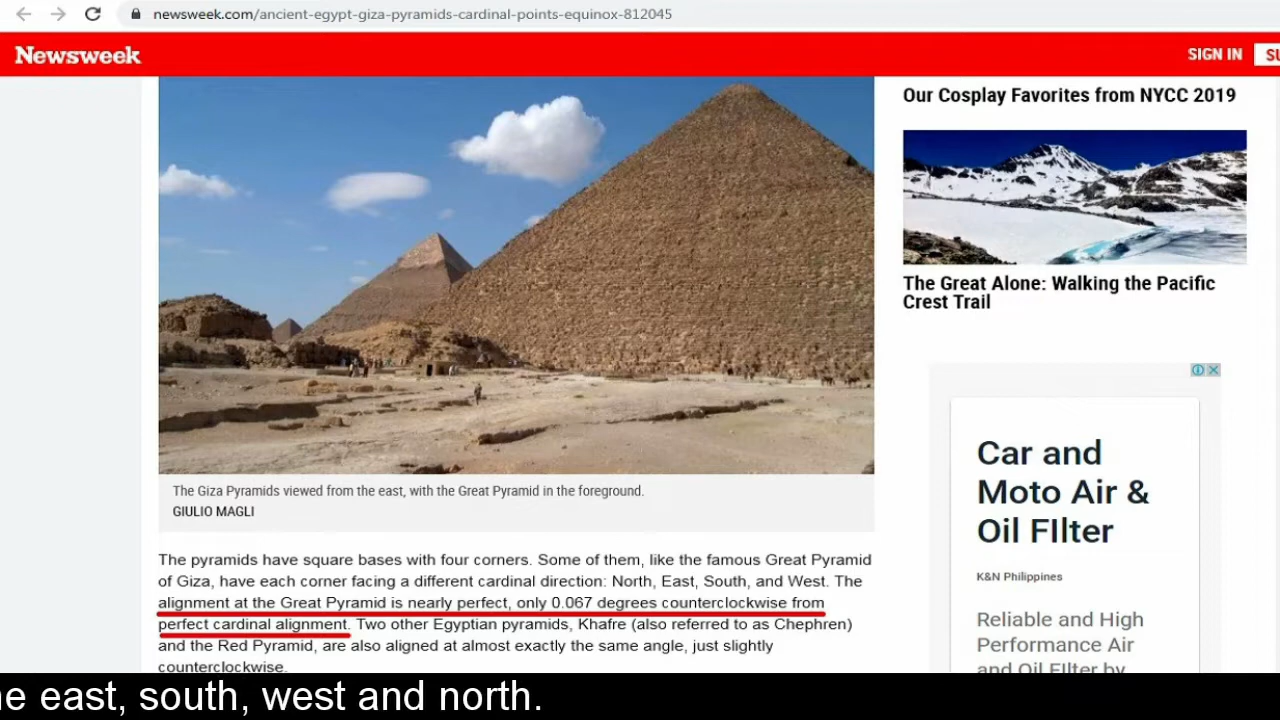 newsweek.com/ancient-egypt-giza-pyramids-cardinal-points-equinox-812045
Newsweek
SIGN IN
Our Cosplay Favorites from NYCC 2019
The Great Alone: Walking the Pacific
Crest Trail
The Giza Pyramids viewed from the east, with the Great Pyramid in the foreground.
GIULIO MAGLI
The pyramids have square bases with four corners. Some of them, like the famous Great Pyramid
of Giza, have each corner facing a different cardinal direction: North, East, South, and West. The
alignment at the Great Pyramid is nearly perfect, only 0.067 degrees counterclockwise from
perfect cardinal alignment. Two other Egyptian pyramids, Khafre (also referred to as Chephren)
and the Red Pyramid, are also aligned at almost exactly the same angle, just slightly
counterclockwise.
Car and
Moto Air &
Oil FIlter
K&N Philippines
Reliable and High
Performance Air
and Oil FIlter by
east, south, west and north.